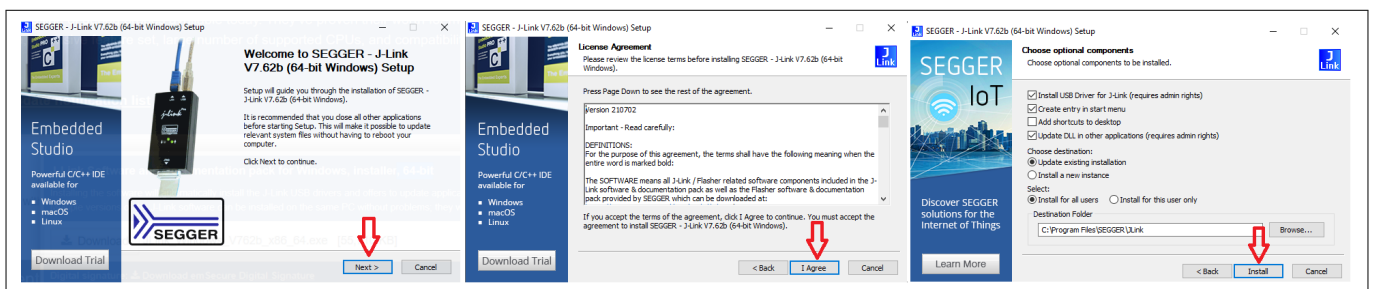 SEGGER - J-Link V7.62b (64-bit Windows) Setup
Embedded
Studio
Powerful C/C++ IDE
available for
Windows
macOS
Linux
Download Trial
J-Link
SEGGER
Welcome to SEGGER - J-Link
V7.62b (64-bit Windows) Setup
Setup will guide you through the installation of SEGGER -
J-Link V7.62b (64-bit Windows).
It is recommended that you close all other applications
before starting Setup. This will make it possible to update
relevant system files without having to reboot your
computer.
Click Next to continue.
Next >
Cancel
SEGGER - J-Link V7.62b (64-bit Windows) Setup
License Agreement
Please review the license terms before installing SEGGER - J-Link V7.62b (64-bit
Windows).
J
Link
Embedded
Studio
Powerful C/C++ IDE
available for
Windows
macOS
Linux
Download Trial
Press Page Down to see the rest of the agreement.
Version 210702
Important - Read carefully:
DEFINITIONS:
For the purpose of this agreement, the terms shall have the following meaning when the
entire word is marked bold:
The SOFTWARE means all J-Link / Flasher related software components included in the J-
Link software & documentation pack as well as the Flasher software & documentation
pack provided by SEGGER which can be downloaded at:
If you accept the terms of the agreement, click I Agree to continue. You must accept the
agreement to install SEGGER - J-Link V7.62b (64-bit Windows).
< Back
I Agree
Cancel
SEGGER - J-Link V7.62b (64-bit Windows) Setup
Choose optional components
Choose optional components to be installed.
J
Link
SEGGER
IoT
Discover SEGGER
solutions for the
Internet of Things
Learn More
Install USB Driver for J-Link (requires admin rights)
Create entry in start menu
Add shortcuts to desktop
Update DLL in other applications (requires admin rights)
Choose destination:
Update existing installation
Install a new instance
Select:
Install for all users Install for this user only
Destination Folder
C:\Program Files\SEGGER\JLink
Browse...
< Back
Install
Cancel